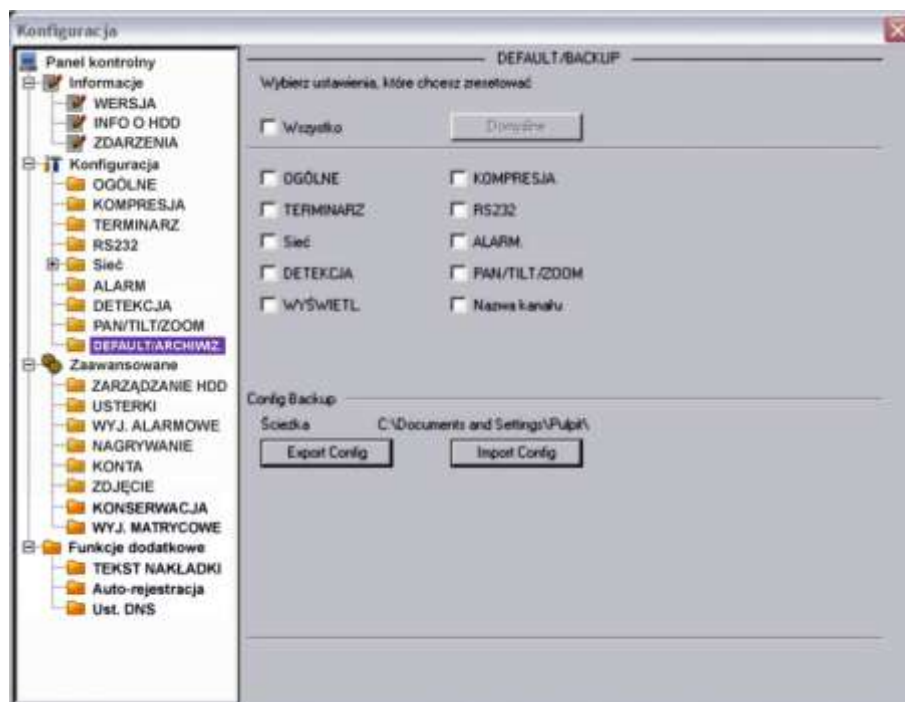 Konfiguracja
Panel kontrolny
Informacje
WERSJA
INFO O HDD
ZDARZENIA
Konfiguracja
OGÓLNE
KOMPRESJA
TERMINARZ
RS232
Sieć
ALARM
DETEKCJA
PAN/TILT/ZOOM
DEFAULT/ARCHIWIZ.
Zaawansowane
ZARZĄDZANIE HDD
USTERKI
WYJ. ALARMOWE
NAGRYWANIE
KONTA
ZDJĘCIE
KONSERWACJA
WYJ. MATRYCOWE
Funkcje dodatkowe
TEKST NAKŁADKI
Auto-rejestracja
Ust. DNS
DEFAULT/BACKUP
Wybierz ustawienia, które chcesz zresetować
Wszystko Domyślne
OGÓLNE KOMPRESJA
TERMINARZ RS232
Sieć ALARM
DETEKCJA PAN/TILT/ZOOM
WYŚWIETL. Nazwa kanału
Config Backup
Ścieżka C:\Documents and Settings\Pulpit\
Export Config Import Config